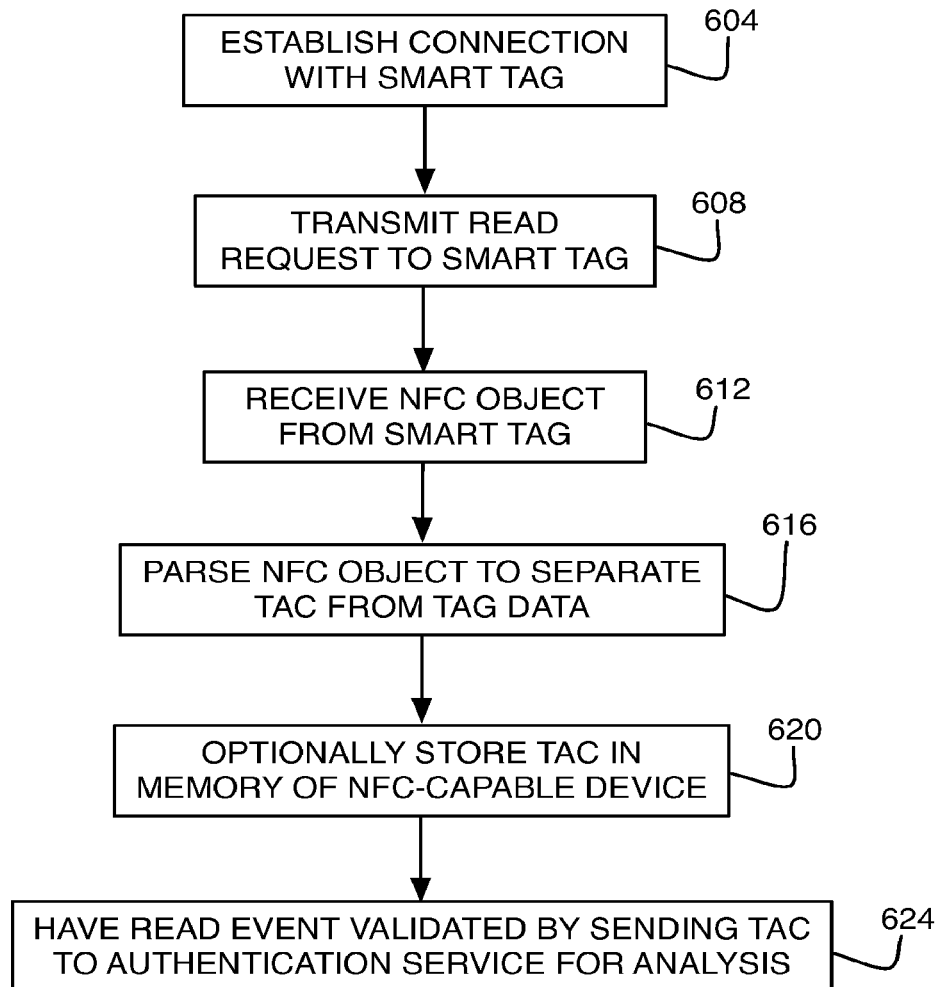 ESTABLISH CONNECTION
WITH SMART TAG
604
TRANSMIT READ
REQUEST TO SMART TAG
608
RECEIVE NFC OBJECT
FROM SMART TAG
612
PARSE NFC OBJECT TO SEPARATE
TAC FROM TAG DATA
616
OPTIONALLY STORE TAC IN
MEMORY OF NFC-CAPABLE DEVICE
620
HAVE READ EVENT VALIDATED BY SENDING TAC
TO AUTHENTICATION SERVICE FOR ANALYSIS
624